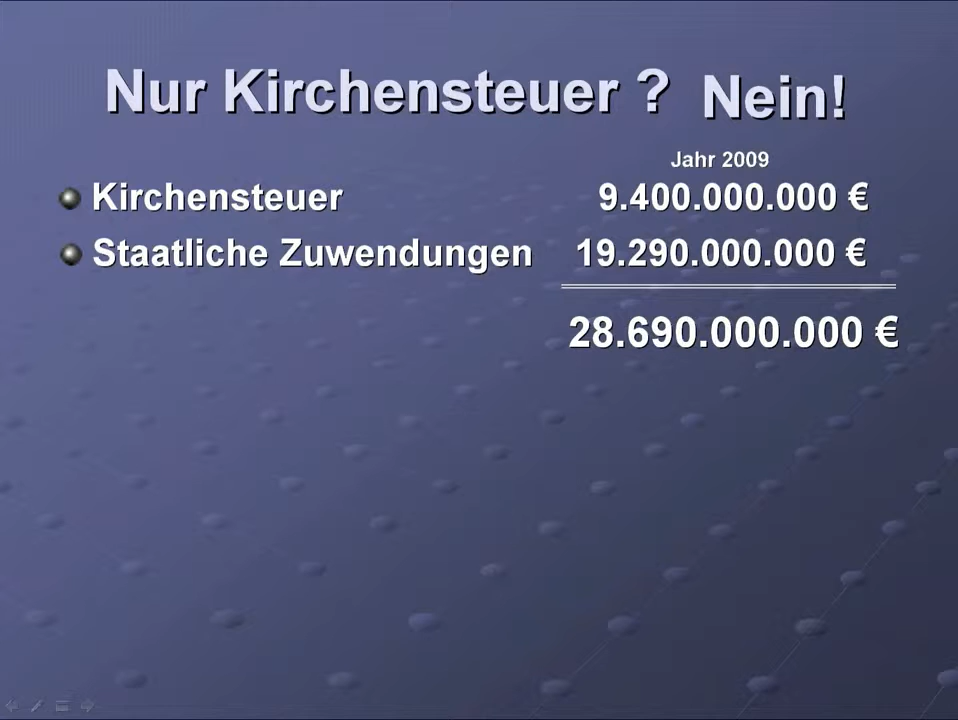 Nur Kirchensteuer ? Nein!
Jahr 2009
Kirchensteuer 9.400.000.000 €
Staatliche Zuwendungen 19.290.000.000 €
28.690.000.000 €